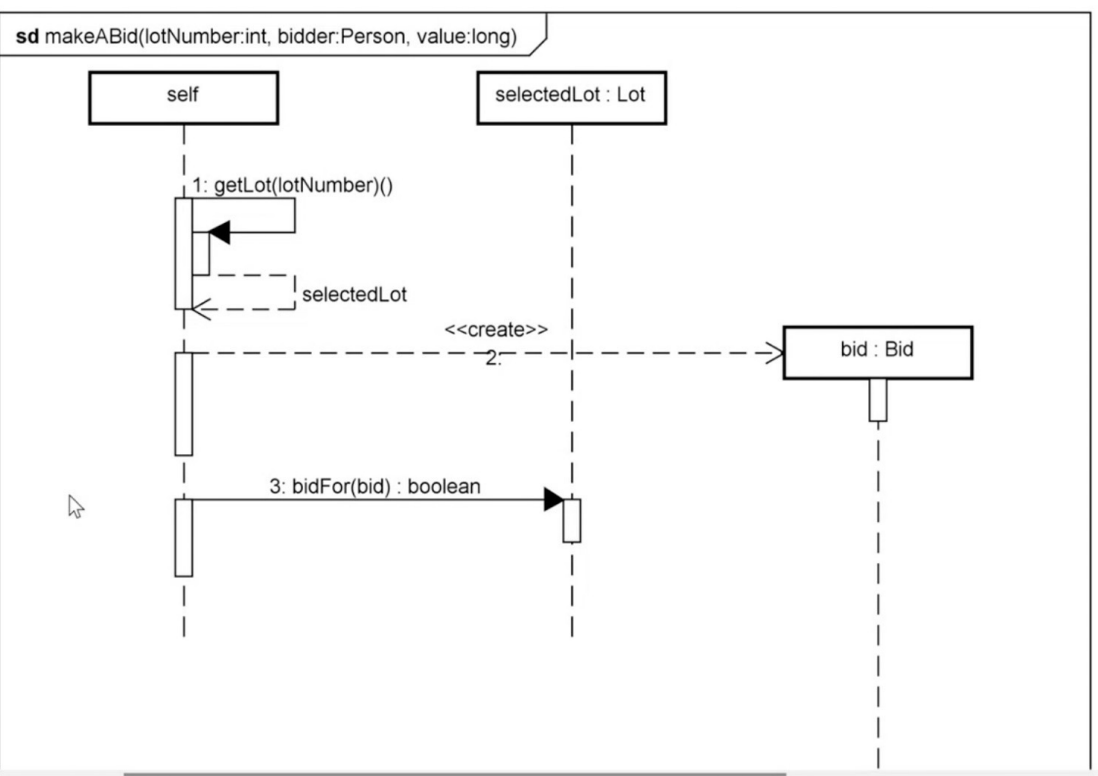 sd makeABid(lotNumber:int, bidder:Person, value:long)
self
selectedLot : Lot
1: getLot(lotNumber)()
selectedLot
<<create>>
2:
bid : Bid
3: bidFor(bid) : boolean